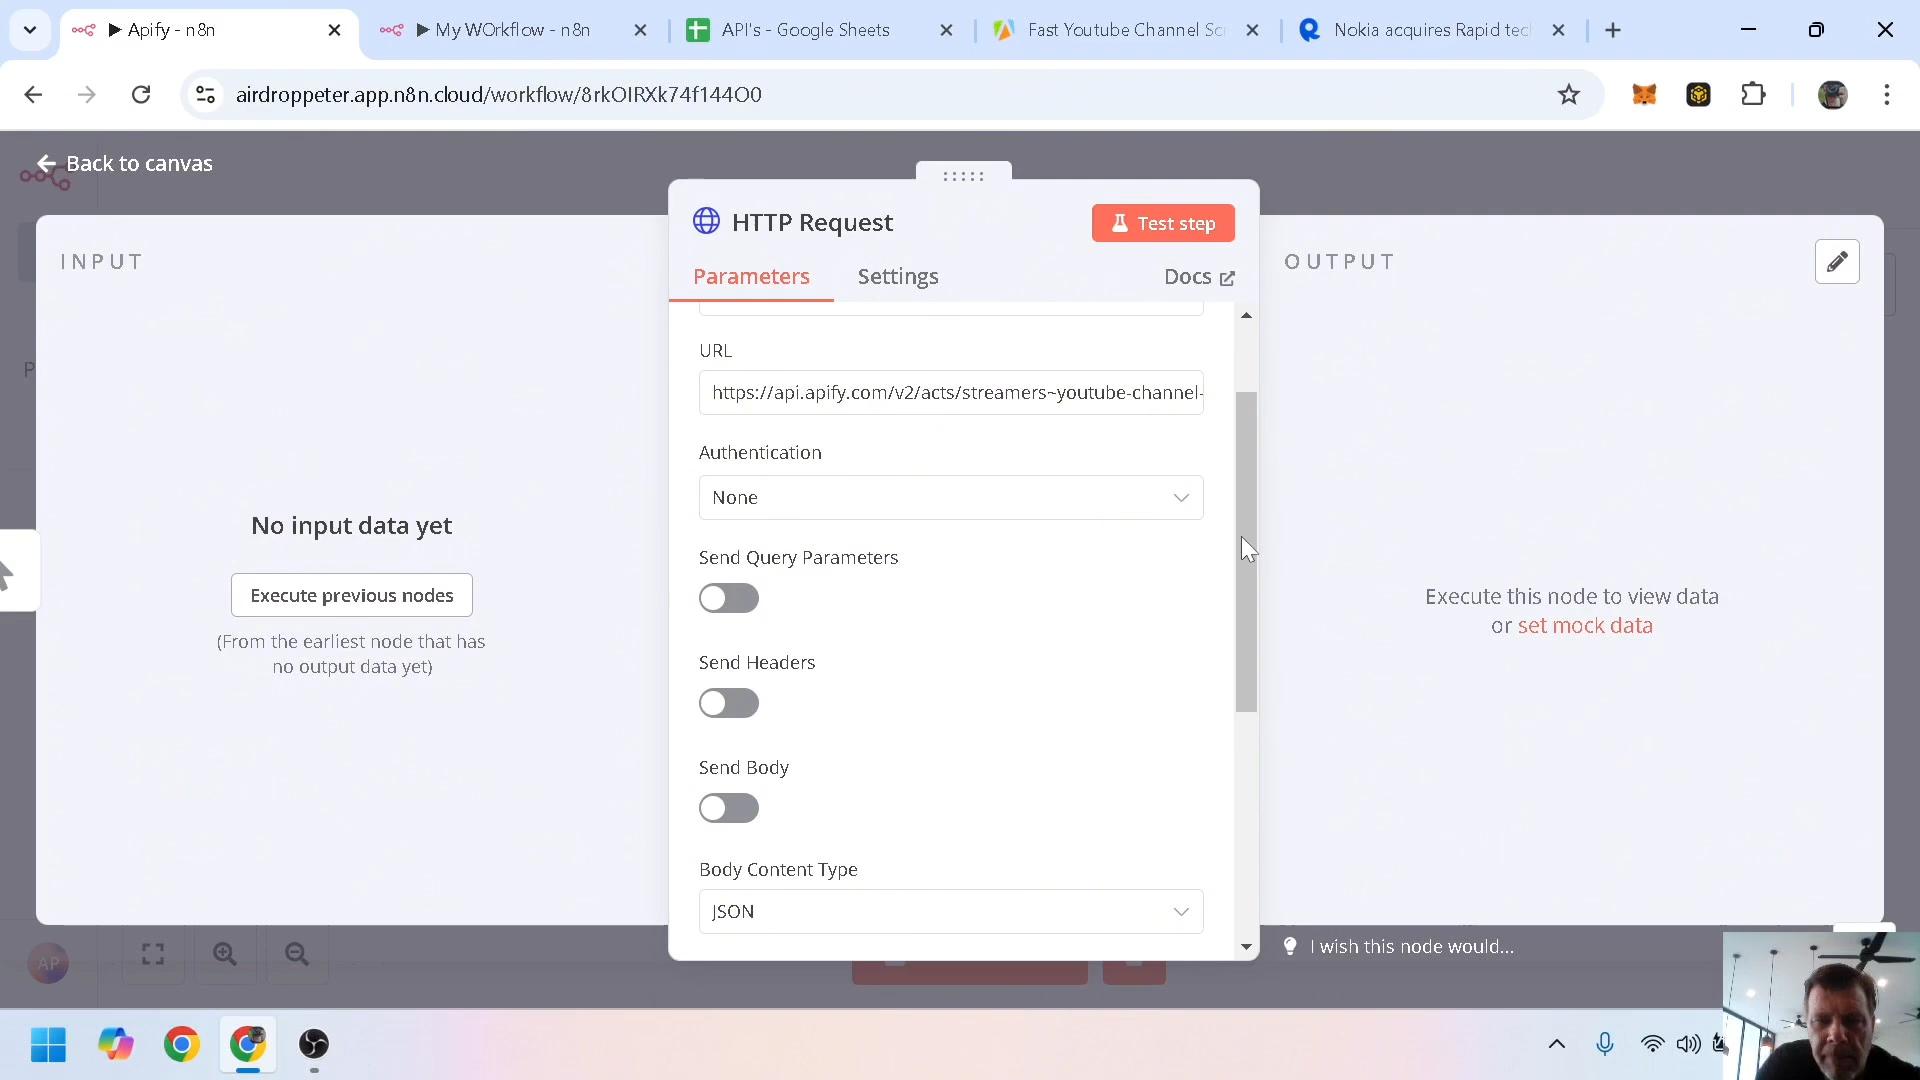 ▶ Apify - n8n
▶ My WOrkflow - n8n
API's - Google Sheets
Fast Youtube Channel Scr
Nokia acquires Rapid tech
airdroppeter.app.n8n.cloud/workflow/8rkOIRXk74f144O0
Back to canvas
HTTP Request
Test step
INPUT
Parameters
Settings
Docs
OUTPUT
URL
https://api.apify.com/v2/acts/streamers~youtube-channel-
Authentication
None
No input data yet
Execute previous nodes
(From the earliest node that has
no output data yet)
Send Query Parameters
Send Headers
Send Body
Body Content Type
JSON
Execute this node to view data
or set mock data
I wish this node would...
AP